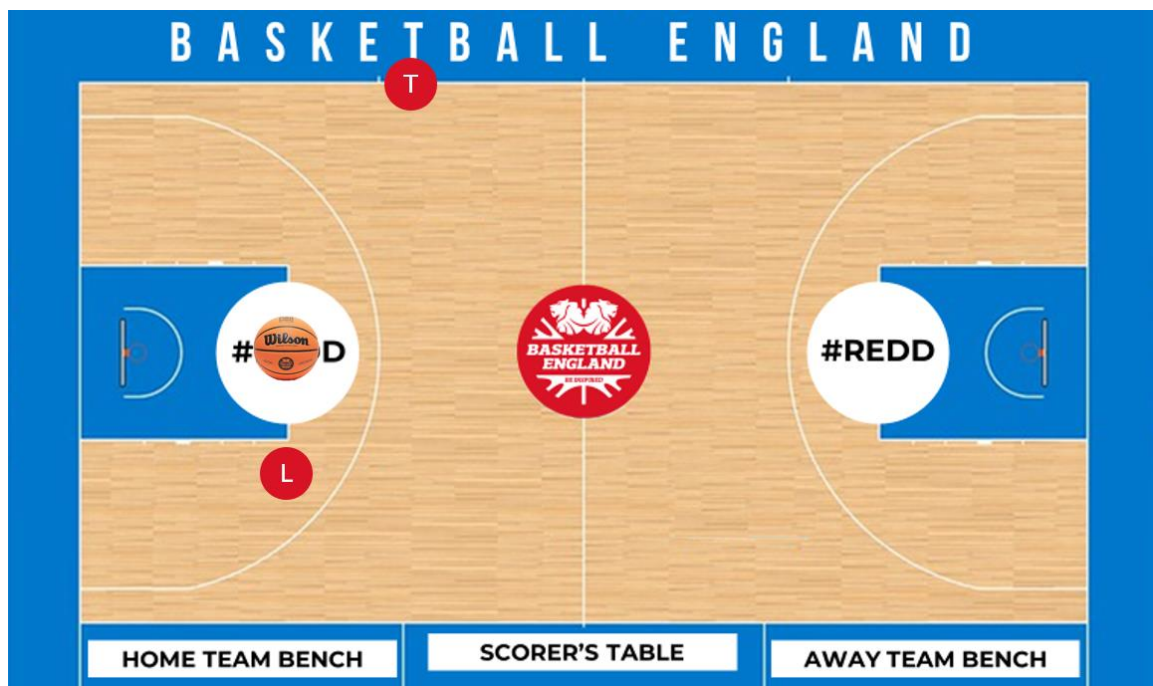 BASKETBALL ENGLAND
T
#
Wilson
D
BASKETBALL
ENGLAND
#REDD
L
HOME TEAM BENCH
SCORER'S TABLE
AWAY TEAM BENCH